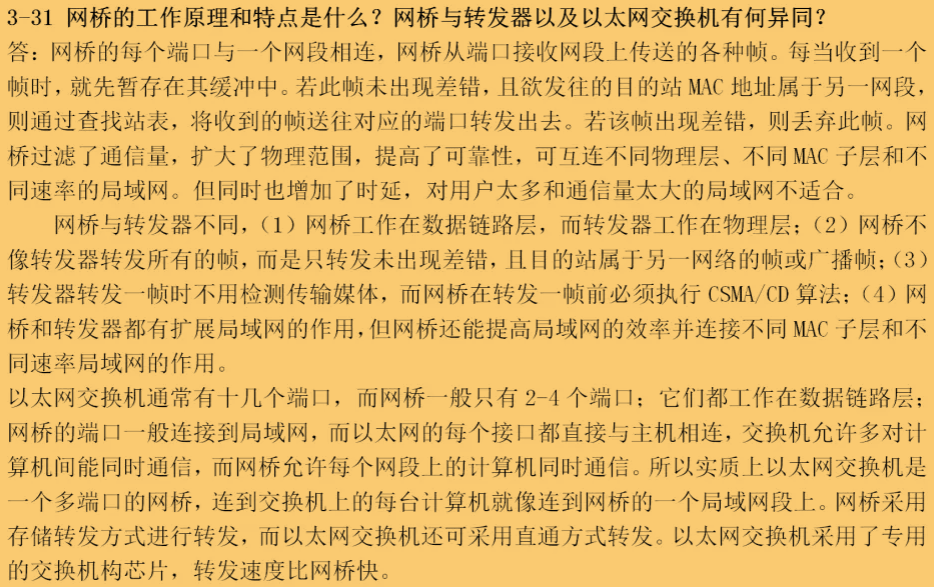 3-31 网桥的工作原理和特点是什么？网桥与转发器以及以太网交换机有何异同？
答：网桥的每个端口与一个网段相连，网桥从端口接收网段上传送的各种帧。每当收到一个
帧时，就先暂存在其缓冲中。若此帧未出现差错，且欲发往的目的站 MAC 地址属于另一网段，
则通过查找站表，将收到的帧送往对应的端口转发出去。若该帧出现差错，则丢弃此帧。网
桥过滤了通信量，扩大了物理范围，提高了可靠性，可互连不同物理层、不同 MAC 子层和不
同速率的局域网。但同时也增加了时延，对用户太多和通信量太大的局域网不适合。
网桥与转发器不同，（1）网桥工作在数据链路层，而转发器工作在物理层；（2）网桥不
像转发器转发所有的帧，而是只转发未出现差错，且目的站属于另一网络的帧或广播帧；（3）
转发器转发一帧时不用检测传输媒体，而网桥在转发一帧前必须执行 CSMA/CD 算法；（4）网
桥和转发器都有扩展局域网的作用，但网桥还能提高局域网的效率并连接不同 MAC 子层和不
同速率局域网的作用。
以太网交换机通常有十几个端口，而网桥一般只有 2-4 个端口；它们都工作在数据链路层；
网桥的端口一般连接到局域网，而以太网的每个接口都直接与主机相连，交换机允许多对计
算机间能同时通信，而网桥允许每个网段上的计算机同时通信。所以实质上以太网交换机是
一个多端口的网桥，连到交换机上的每台计算机就像连到网桥的一个局域网段上。网桥采用
存储转发方式进行转发，而以太网交换机还可采用直通方式转发。以太网交换机采用了专用
的交换机构芯片，转发速度比网桥快。